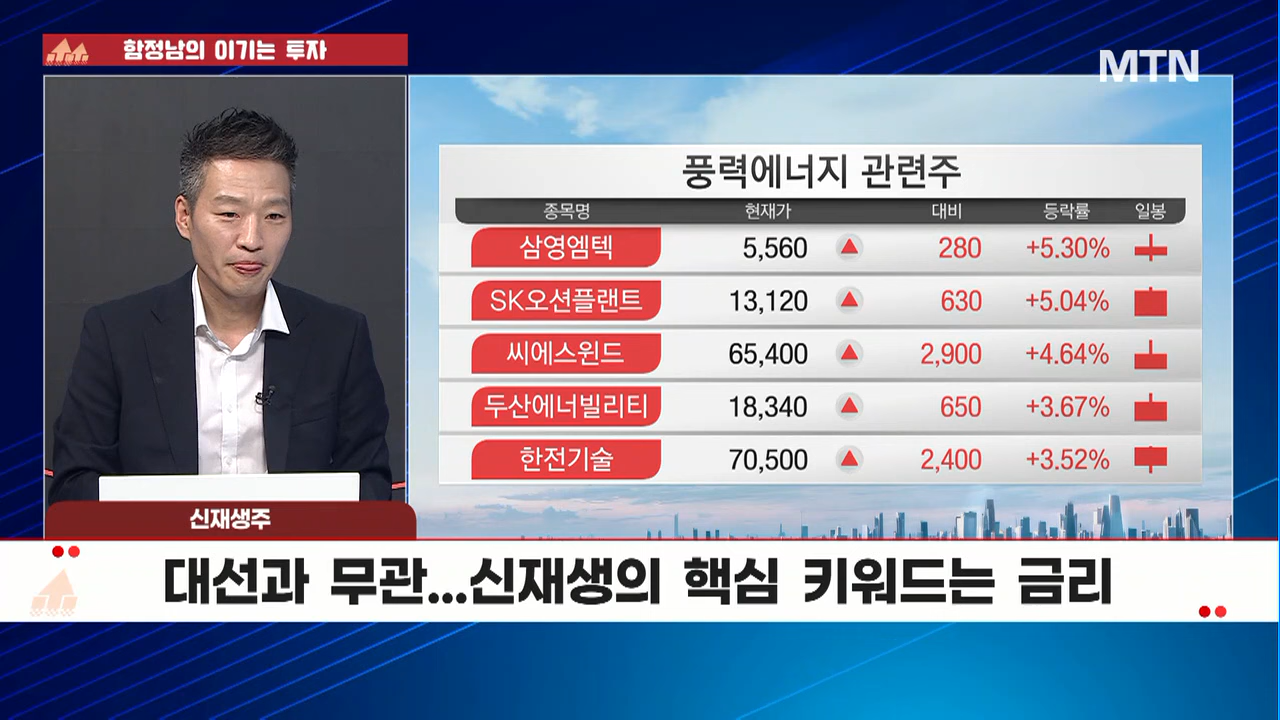 함정남의 이기는 투자
MTN
풍력에너지 관련주
종목명 현재가 대비 등락률 일봉
삼영엠텍 5,560 ▲ 280 +5.30%
SK오션플랜트 13,120 ▲ 630 +5.04%
씨에스윈드 65,400 ▲ 2,900 +4.64%
두산에너빌리티 18,340 ▲ 650 +3.67%
한전기술 70,500 ▲ 2,400 +3.52%
신재생주
대선과 무관...신재생의 핵심 키워드는 금리